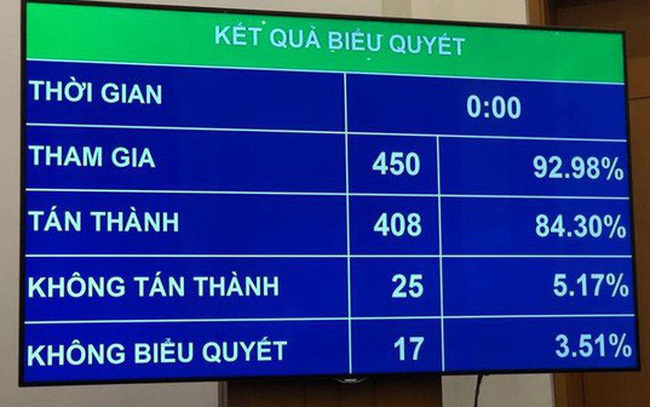 KẾT QUẢ BIỂU QUYẾT
THỜI GIAN 0:00
THAM GIA 450 92.98%
TÁN THÀNH 408 84.30%
KHÔNG TÁN THÀNH 25 5.17%
KHÔNG BIỂU QUYẾT 17 3.51%